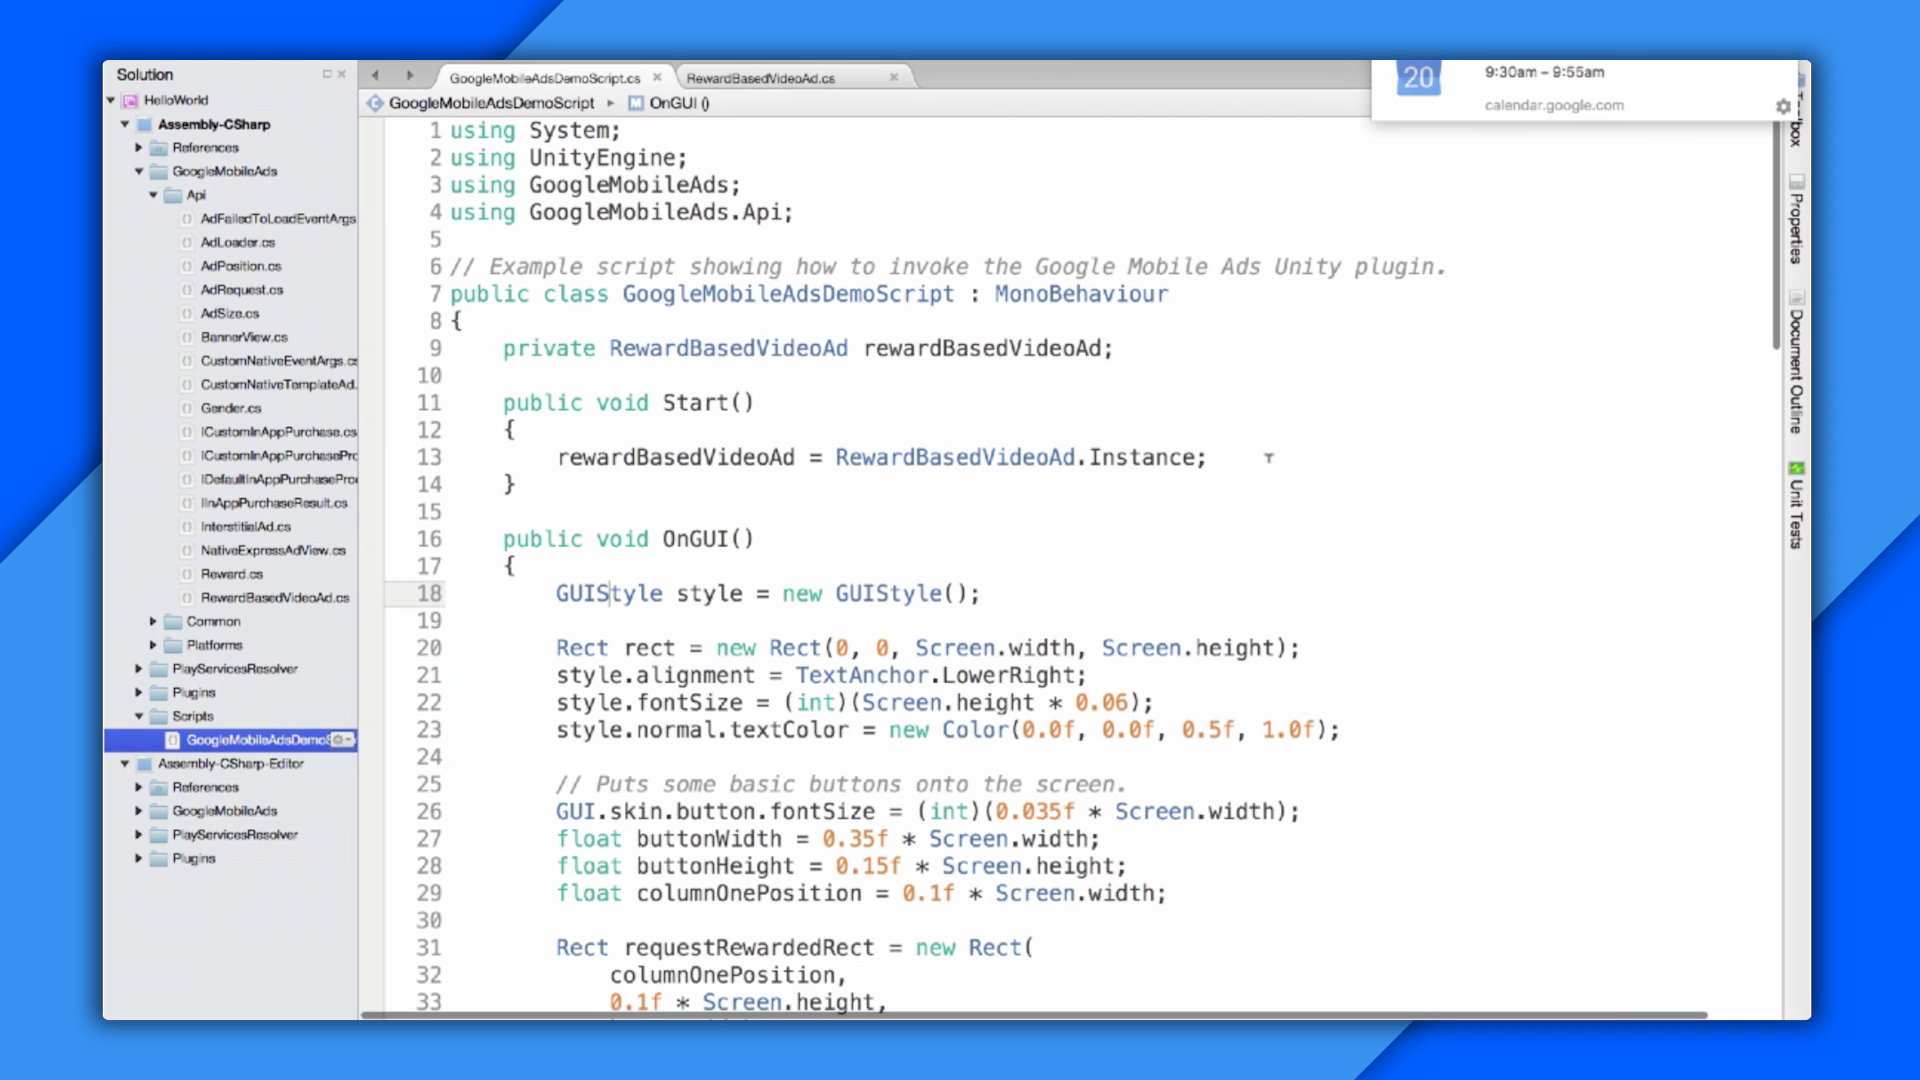 Solution
HelloWorld
Assembly-CSharp
References
GoogleMobileAds
Api
AdFailedToLoadEventArgs
AdLoader.cs
AdPosition.cs
AdRequest.cs
AdSize.cs
BannerView.cs
CustomNativeEventArgs.cs
CustomNativeTemplateAd.
Gender.cs
ICustomInAppPurchase.cs
ICustomInAppPurchasePro
IDefaultInAppPurchasePro
IInAppPurchaseResult.cs
InterstitialAd.cs
NativeExpressAdView.cs
Reward.cs
RewardBasedVideoAd.cs
Common
Platforms
PlayServicesResolver
Plugins
Scripts
GoogleMobileAdsDemoS
Assembly-CSharp-Editor
References
GoogleMobileAds
PlayServicesResolver
Plugins
GoogleMobileAdsDemoScript.cs
RewardBasedVideoAd.cs
GoogleMobileAdsDemoScript
M OnGUI ()
20
9:30am – 9:55am
calendar.google.com
1 using System;
2 using UnityEngine;
3 using GoogleMobileAds;
4 using GoogleMobileAds.Api;
5
6 // Example script showing how to invoke the Google Mobile Ads Unity plugin.
7 public class GoogleMobileAdsDemoScript : MonoBehaviour
8 {
9 private RewardBasedVideoAd rewardBasedVideoAd;
10
11 public void Start()
12 {
13 rewardBasedVideoAd = RewardBasedVideoAd.Instance;
14 }
15
16 public void OnGUI()
17 {
18 GUIStyle style = new GUIStyle();
19
20 Rect rect = new Rect(0, 0, Screen.width, Screen.height);
21 style.alignment = TextAnchor.LowerRight;
22 style.fontSize = (int)(Screen.height * 0.06);
23 style.normal.textColor = new Color(0.0f, 0.0f, 0.5f, 1.0f);
24
25 // Puts some basic buttons onto the screen.
26 GUI.skin.button.fontSize = (int)(0.035f * Screen.width);
27 float buttonWidth = 0.35f * Screen.width;
28 float buttonHeight = 0.15f * Screen.height;
29 float columnOnePosition = 0.1f * Screen.width;
30
31 Rect requestRewardedRect = new Rect(
32 columnOnePosition,
33 0.1f * Screen.height,
Properties
Document Outline
Unit Tests